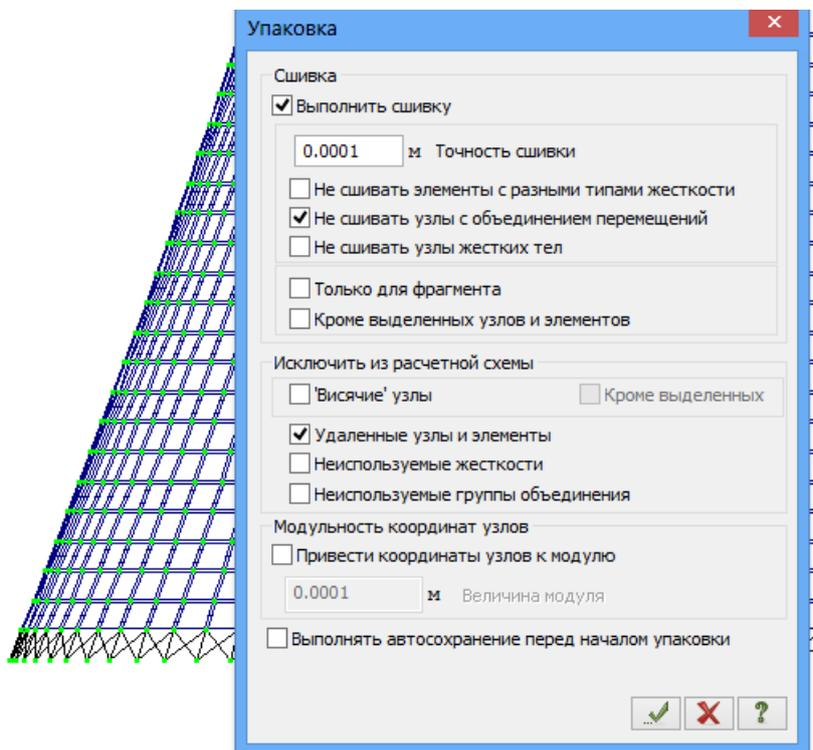 Упаковка
Сшивка
Выполнить сшивку
0.0001 м Точность сшивки
Не сшивать элементы с разными типами жесткости
Не сшивать узлы с объединением перемещений
Не сшивать узлы жестких тел
Только для фрагмента
Кроме выделенных узлов и элементов
Исключить из расчетной схемы
'Висячие' узлы Кроме выделенных
Удаленные узлы и элементы
Неиспользуемые жесткости
Неиспользуемые группы объединения
Модульность координат узлов
Привести координаты узлов к модулю
0.0001 м Величина модуля
Выполнять автосохранение перед началом упаковки
?